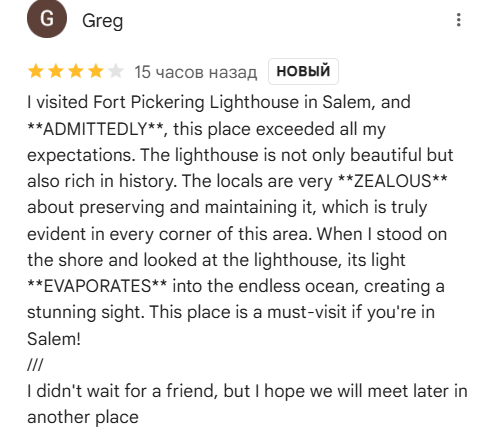 G Greg
15 часов назад НОВЫЙ
I visited Fort Pickering Lighthouse in Salem, and
**ADMITTEDLY**, this place exceeded all my
expectations. The lighthouse is not only beautiful but
also rich in history. The locals are very **ZEALOUS**
about preserving and maintaining it, which is truly
evident in every corner of this area. When I stood on
the shore and looked at the lighthouse, its light
**EVAPORATES** into the endless ocean, creating a
stunning sight. This place is a must-visit if you're in
Salem!
///
I didn't wait for a friend, but I hope we will meet later in
another place